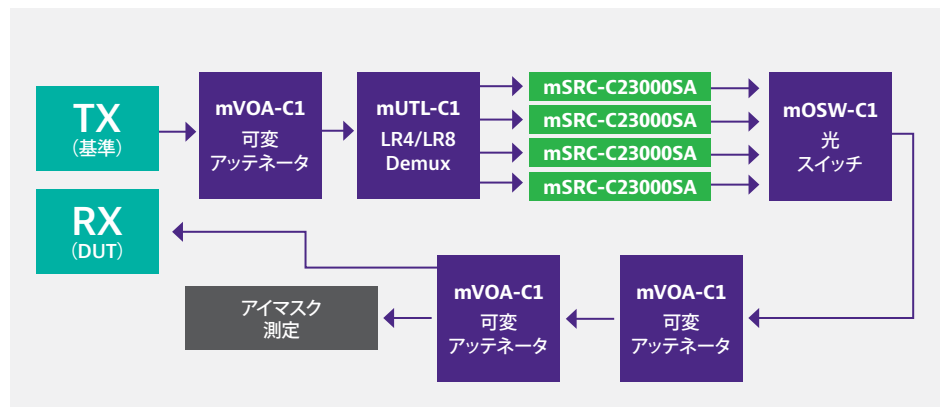 TX
(基準)
mVOA-C1
可変
アッテネータ
mUTL-C1
LR4/LR8
Demux
mSRC-C23000SA
mSRC-C23000SA
mSRC-C23000SA
mSRC-C23000SA
mOSW-C1
光
スイッチ
RX
(DUT)
アイマスク
測定
mVOA-C1
可変
アッテネータ
mVOA-C1
可変
アッテネータ